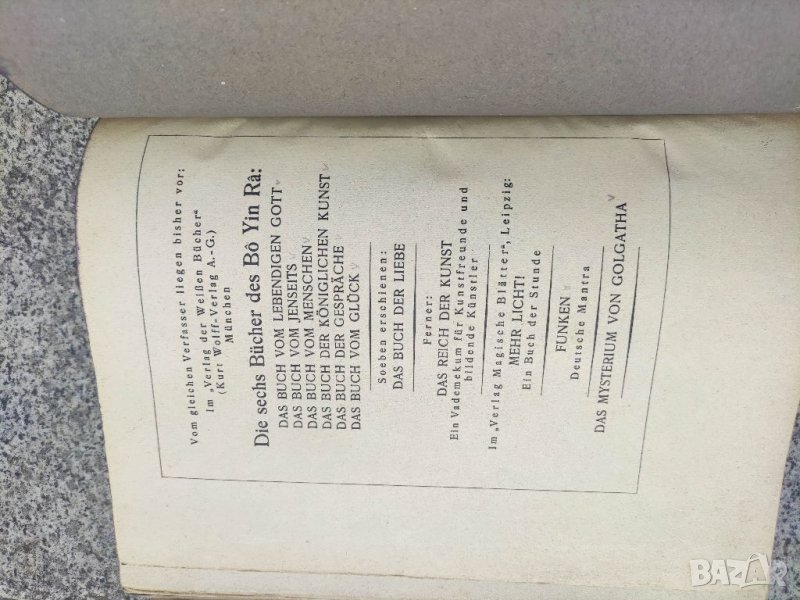 Vom gleichen Verfasser liegen bisher vor:
Im „Verlag der Weißen Bücher“
(Kurt Wolff-Verlag A.-G.)
München
Die sechs Bücher des Bô Yin Râ:
DAS BUCH VOM LEBENDIGEN GOTT
DAS BUCH VOM JENSEITS
DAS BUCH VOM MENSCHEN
DAS BUCH DER KÖNIGLICHEN KUNST
DAS BUCH DER GESPRÄCHE
DAS BUCH VOM GLÜCK
Soeben erschienen:
DAS BUCH DER LIEBE
Ferner:
DAS REICH DER KUNST
Ein Vademekum für Kunstfreunde und
bildende Künstler
Im „Verlag Magische Blätter“, Leipzig:
MEHR LICHT!
Ein Buch der Stunde
FUNKEN
Deutsche Mantra
DAS MYSTERIUM VON GOLGATHA
BAZAR
bazar.bg